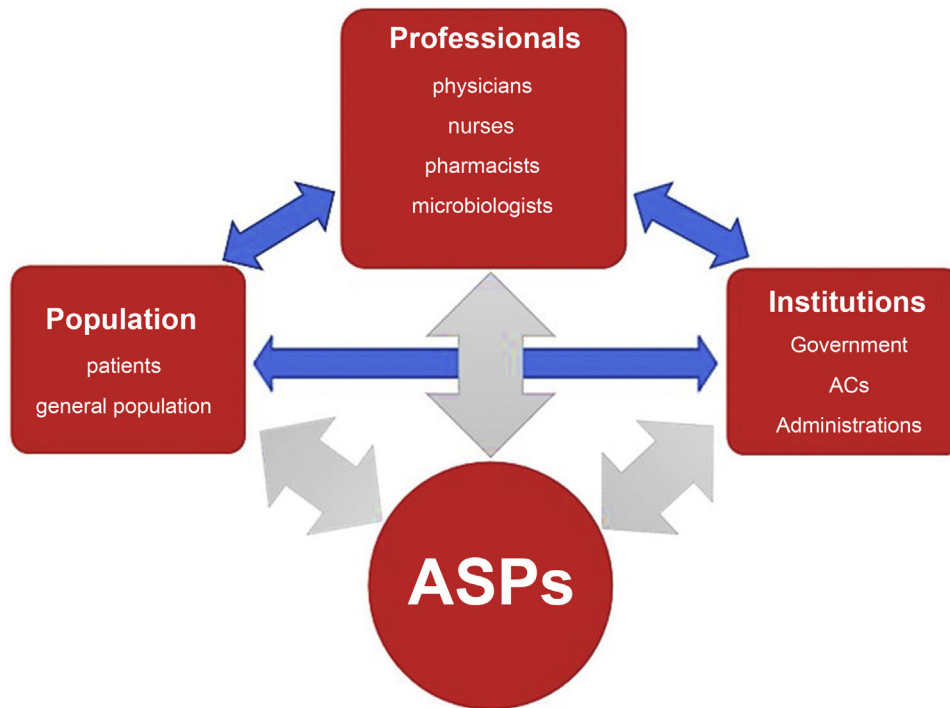 Professionals
physicians
nurses
pharmacists
microbiologists
Population
patients
general population
Institutions
Government
ACs
Administrations
ASPs